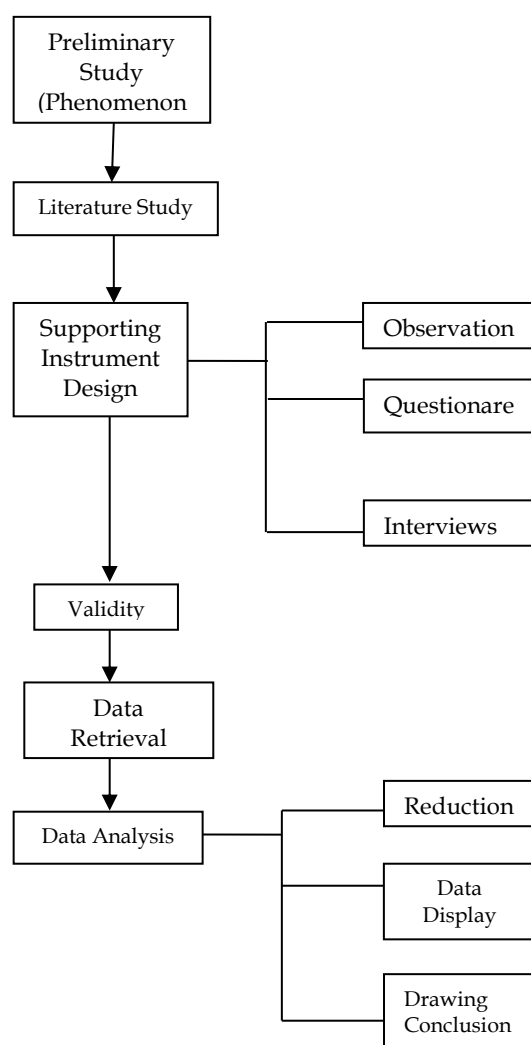 Preliminary
Study
(Phenomenon
Literature Study
Supporting
Instrument
Design
Observation
Questionare
Interviews
Validity
Data
Retrieval
Data Analysis
Reduction
Data
Display
Drawing
Conclusion